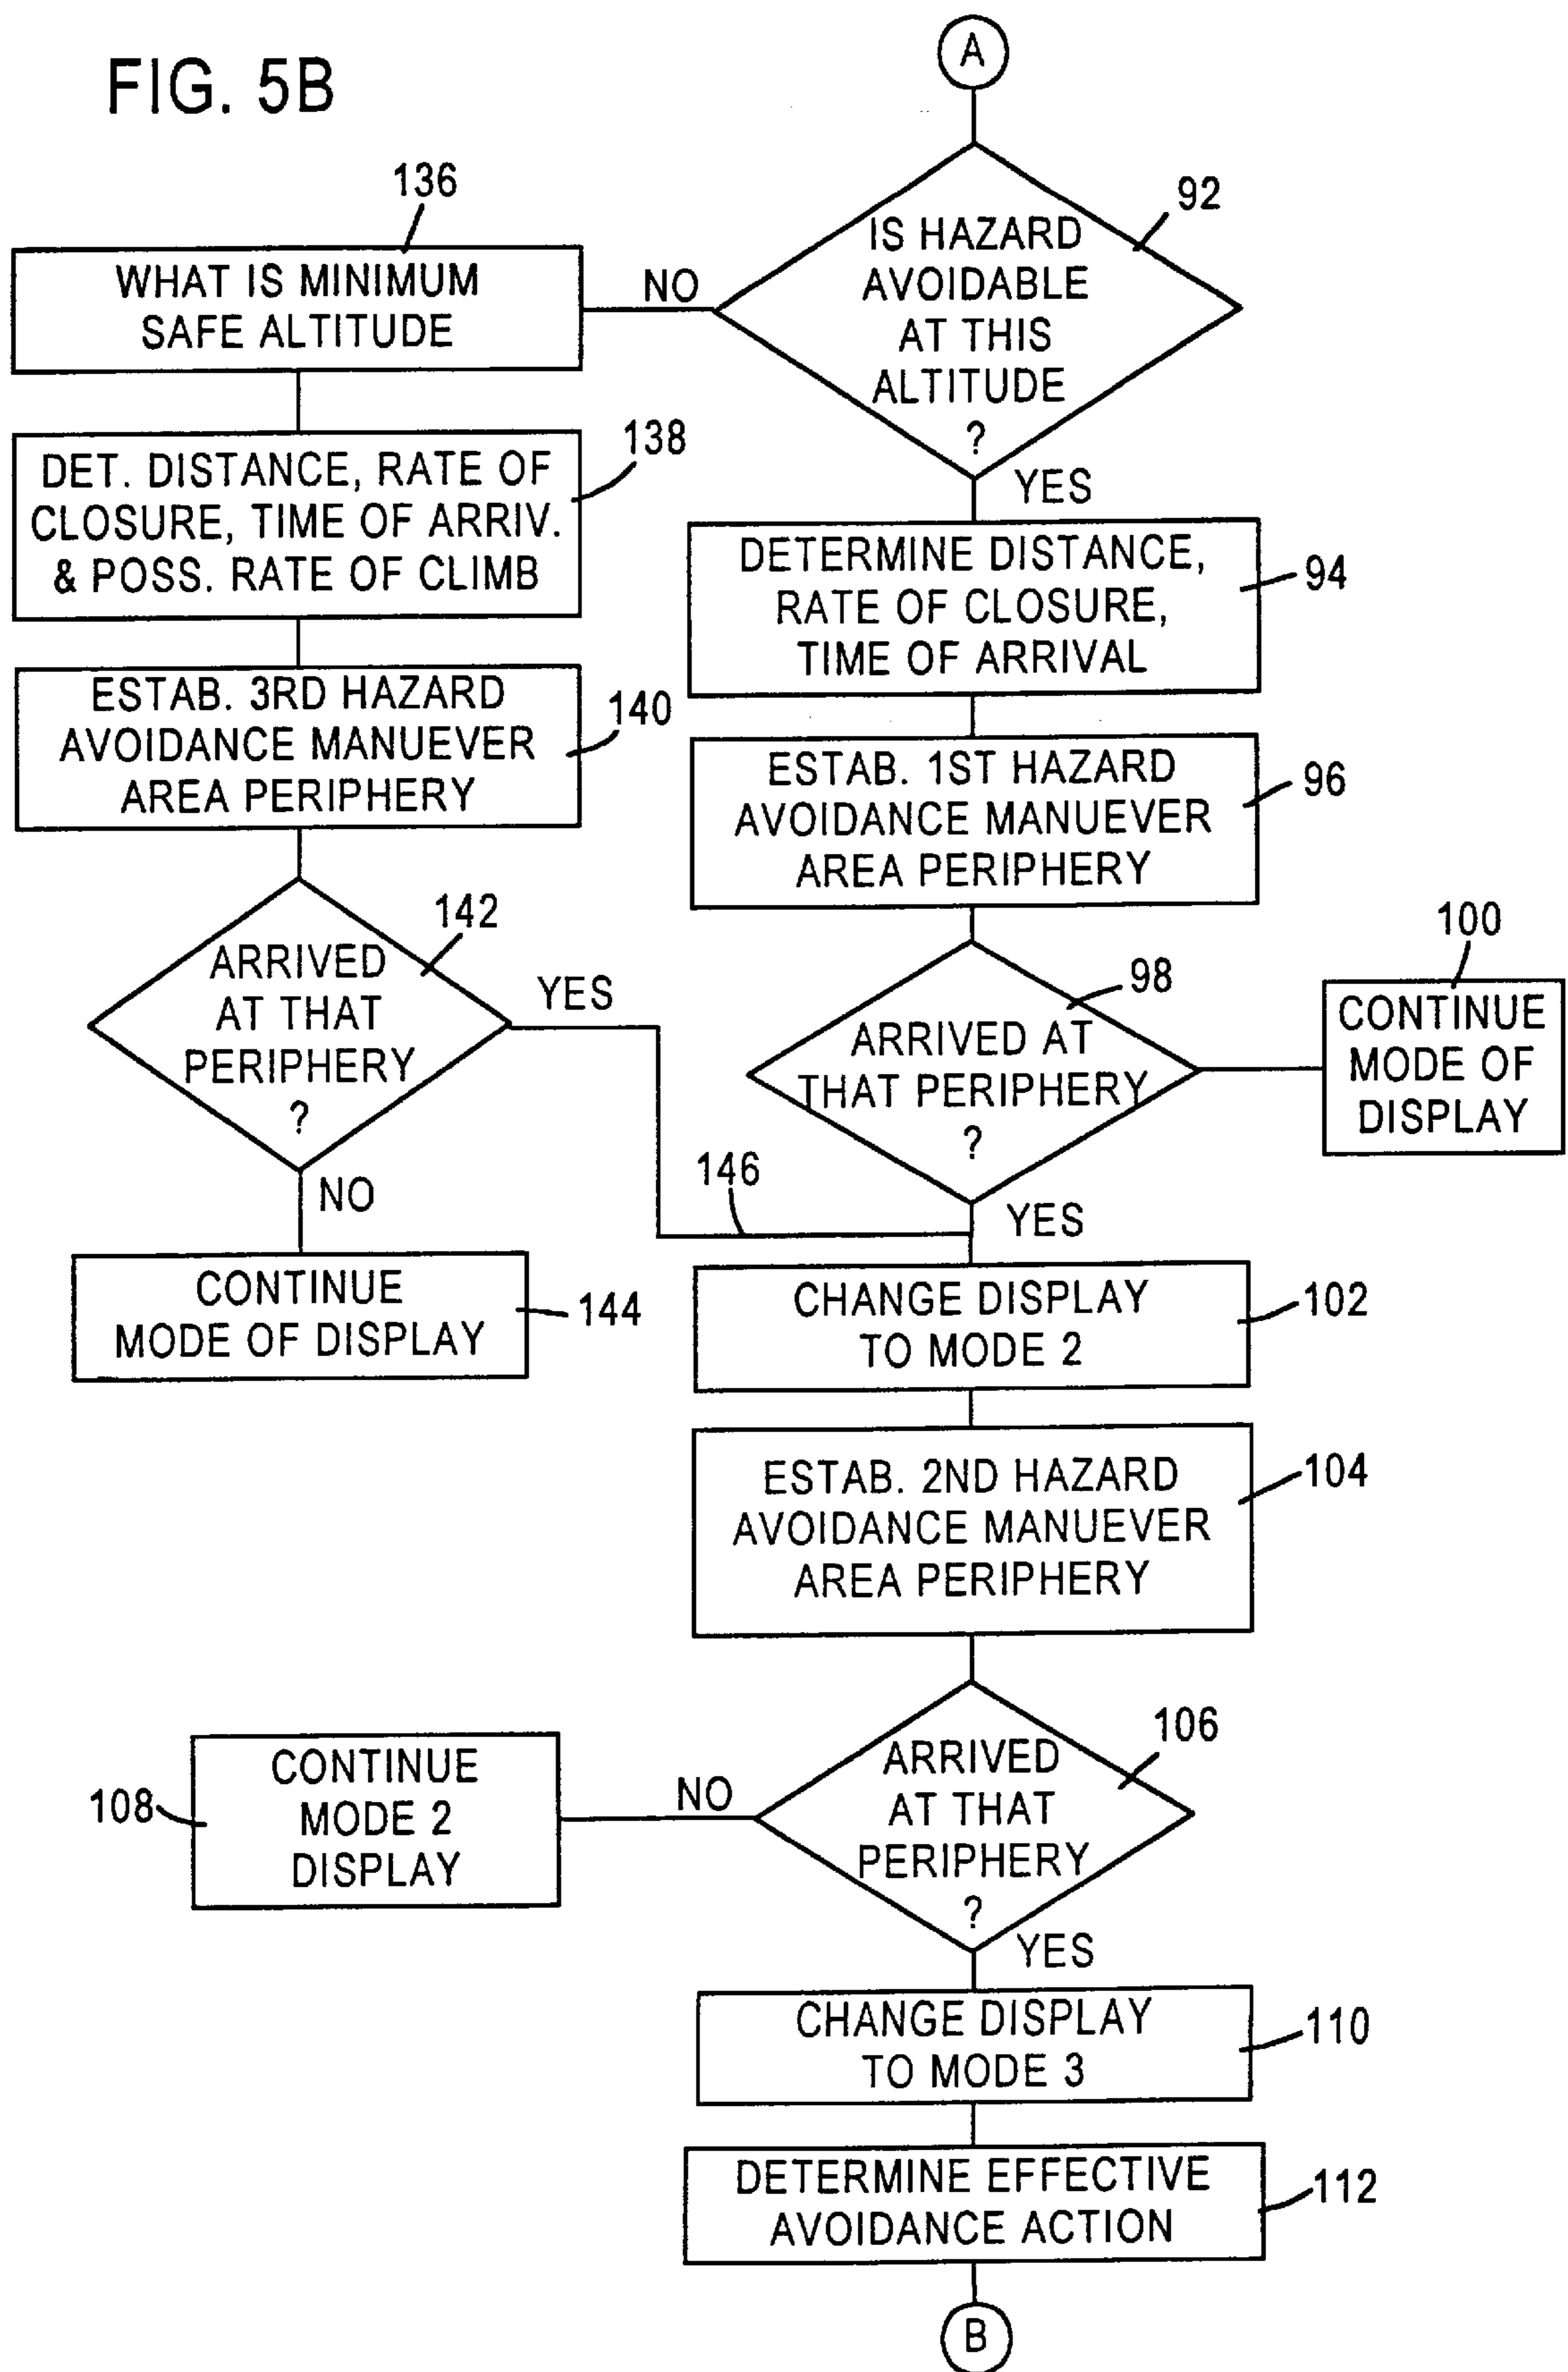 FIG. 5B
A
136
92
IS HAZARD
AVOIDABLE
AT THIS
ALTITUDE
?
NO
WHAT IS MINIMUM
SAFE ALTITUDE
138
DET. DISTANCE, RATE OF
CLOSURE, TIME OF ARRIV.
& POSS. RATE OF CLIMB
YES
DETERMINE DISTANCE,
RATE OF CLOSURE,
TIME OF ARRIVAL
94
ESTAB. 3RD HAZARD
AVOIDANCE MANUEVER
AREA PERIPHERY
140
ESTAB. 1ST HAZARD
AVOIDANCE MANUEVER
AREA PERIPHERY
96
142
ARRIVED
AT THAT
PERIPHERY
?
YES
98
ARRIVED AT
THAT PERIPHERY
?
100
CONTINUE
MODE OF
DISPLAY
NO
146
YES
CONTINUE
MODE OF DISPLAY
144
CHANGE DISPLAY
TO MODE 2
102
ESTAB. 2ND HAZARD
AVOIDANCE MANUEVER
AREA PERIPHERY
104
106
ARRIVED
AT THAT
PERIPHERY
?
NO
108
CONTINUE
MODE 2
DISPLAY
YES
CHANGE DISPLAY
TO MODE 3
110
DETERMINE EFFECTIVE
AVOIDANCE ACTION
112
B